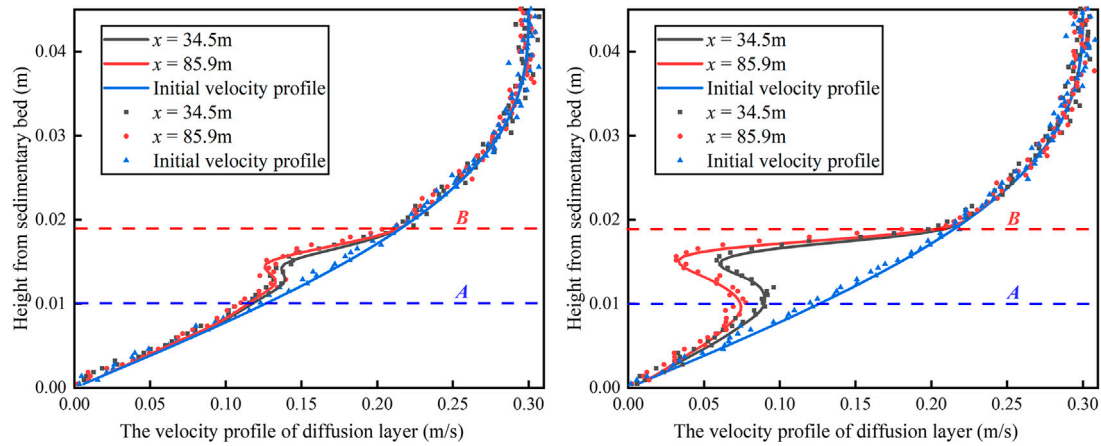 x = 34.5m
x = 85.9m
Initial velocity profile
x = 34.5m
x = 85.9m
Initial velocity profile
B
A
0.04
0.03
0.02
0.01
0.00
Height from sedimentary bed (m)
0.00 0.05 0.10 0.15 0.20 0.25 0.30
The velocity profile of diffusion layer (m/s)
x = 34.5m
x = 85.9m
Initial velocity profile
x = 34.5m
x = 85.9m
Initial velocity profile
B
A
0.04
0.03
0.02
0.01
0.00
Height from sedimentary bed (m)
0.00 0.05 0.10 0.15 0.20 0.25 0.30
The velocity profile of diffusion layer (m/s)